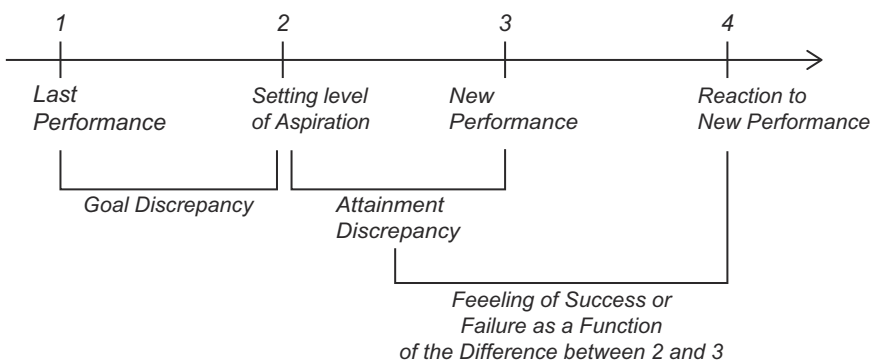 1 2 3 4
Last Performance
Setting level of Aspiration
New Performance
Reaction to New Performance
Goal Discrepancy
Attainment Discrepancy
Feeeling of Success or
Failure as a Function
of the Difference between 2 and 3